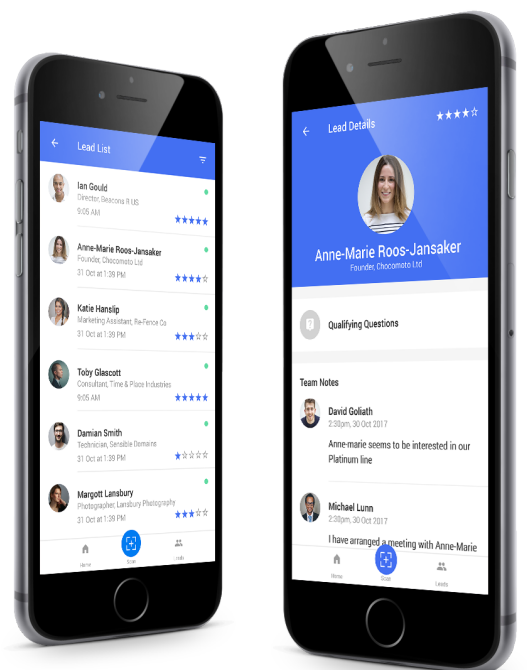 Lead List
Ian Gould
Director, Beacons R US
9:05 AM
Anne-Marie Roos-Jansaker
Founder, Chocomoto Ltd
31 Oct at 1:39 PM
Katie Hanslip
Marketing Assistant, Re-Fence Co
31 Oct at 1:39 PM
Toby Glascott
Consultant, Time & Place Industries
9:05 AM
Damian Smith
Technician, Sensible Domains
31 Oct at 1:39 PM
Margott Lansbury
Photographer, Lansbury Photography
31 Oct at 1:39 PM
Home
Scan
Leads
Lead Details
Anne-Marie Roos-Jansaker
Founder, Chocomoto Ltd
Qualifying Questions
Team Notes
David Goliath
2:30pm, 30 Oct 2017
Anne-marie seems to be interested in our
Platinum line
Michael Lunn
2:30pm, 30 Oct 2017
I have arranged a meeting with Anne-Marie
Home
Scan
Leads